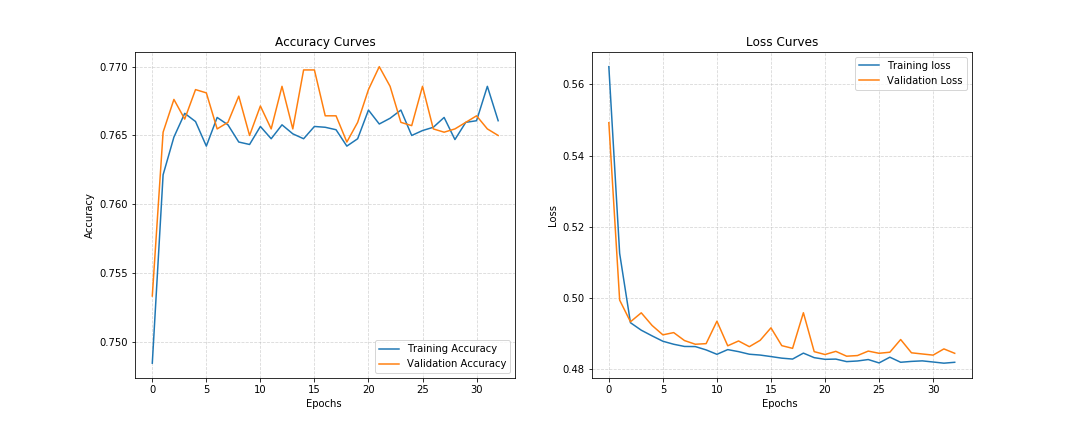 Accuracy Curves
Accuracy
0.770
0.765
0.760
0.755
0.750
0 5 10 15 20 25 30
Epochs
Training Accuracy
Validation Accuracy
Loss Curves
Loss
0.56
0.54
0.52
0.50
0.48
0 5 10 15 20 25 30
Epochs
Training loss
Validation Loss